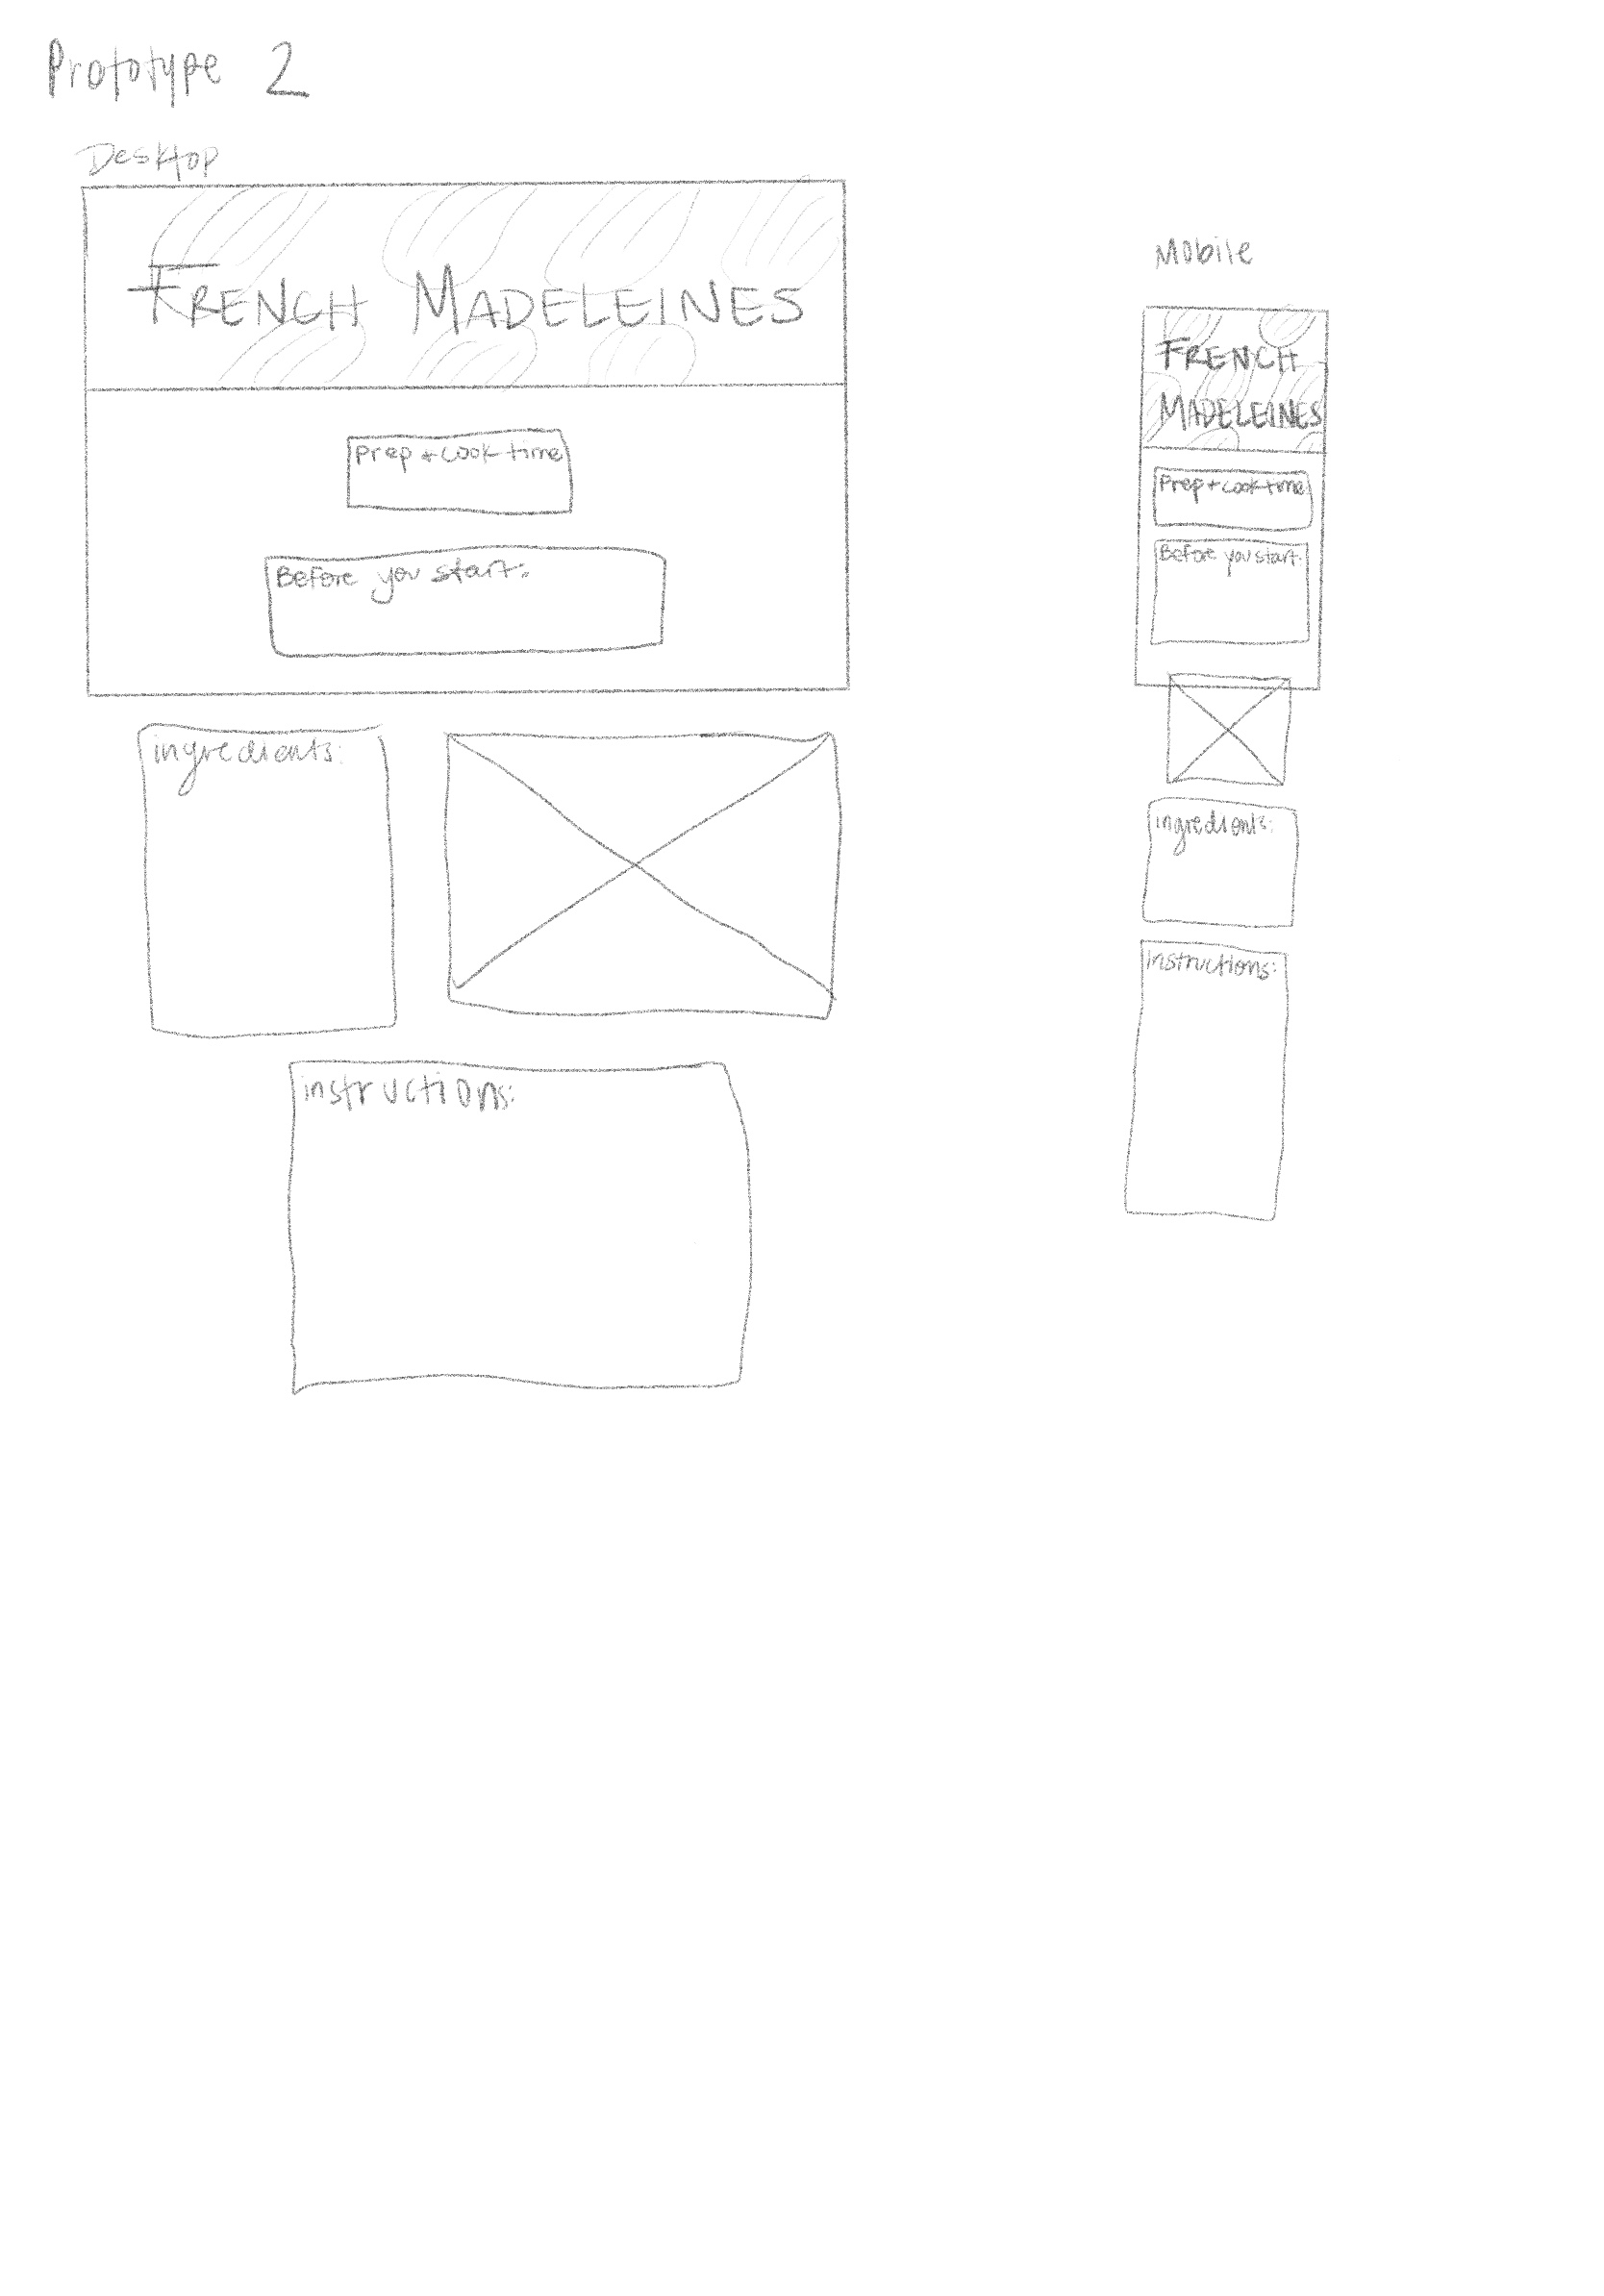 Prototype 2
Desktop
FRENCH MADELEINES
Prep + Cook time
Before you start:
ingredients:
instructions:
Mobile
FRENCH
MADELEINES
Prep + Cook time
Before you start:
ingredients:
instructions: